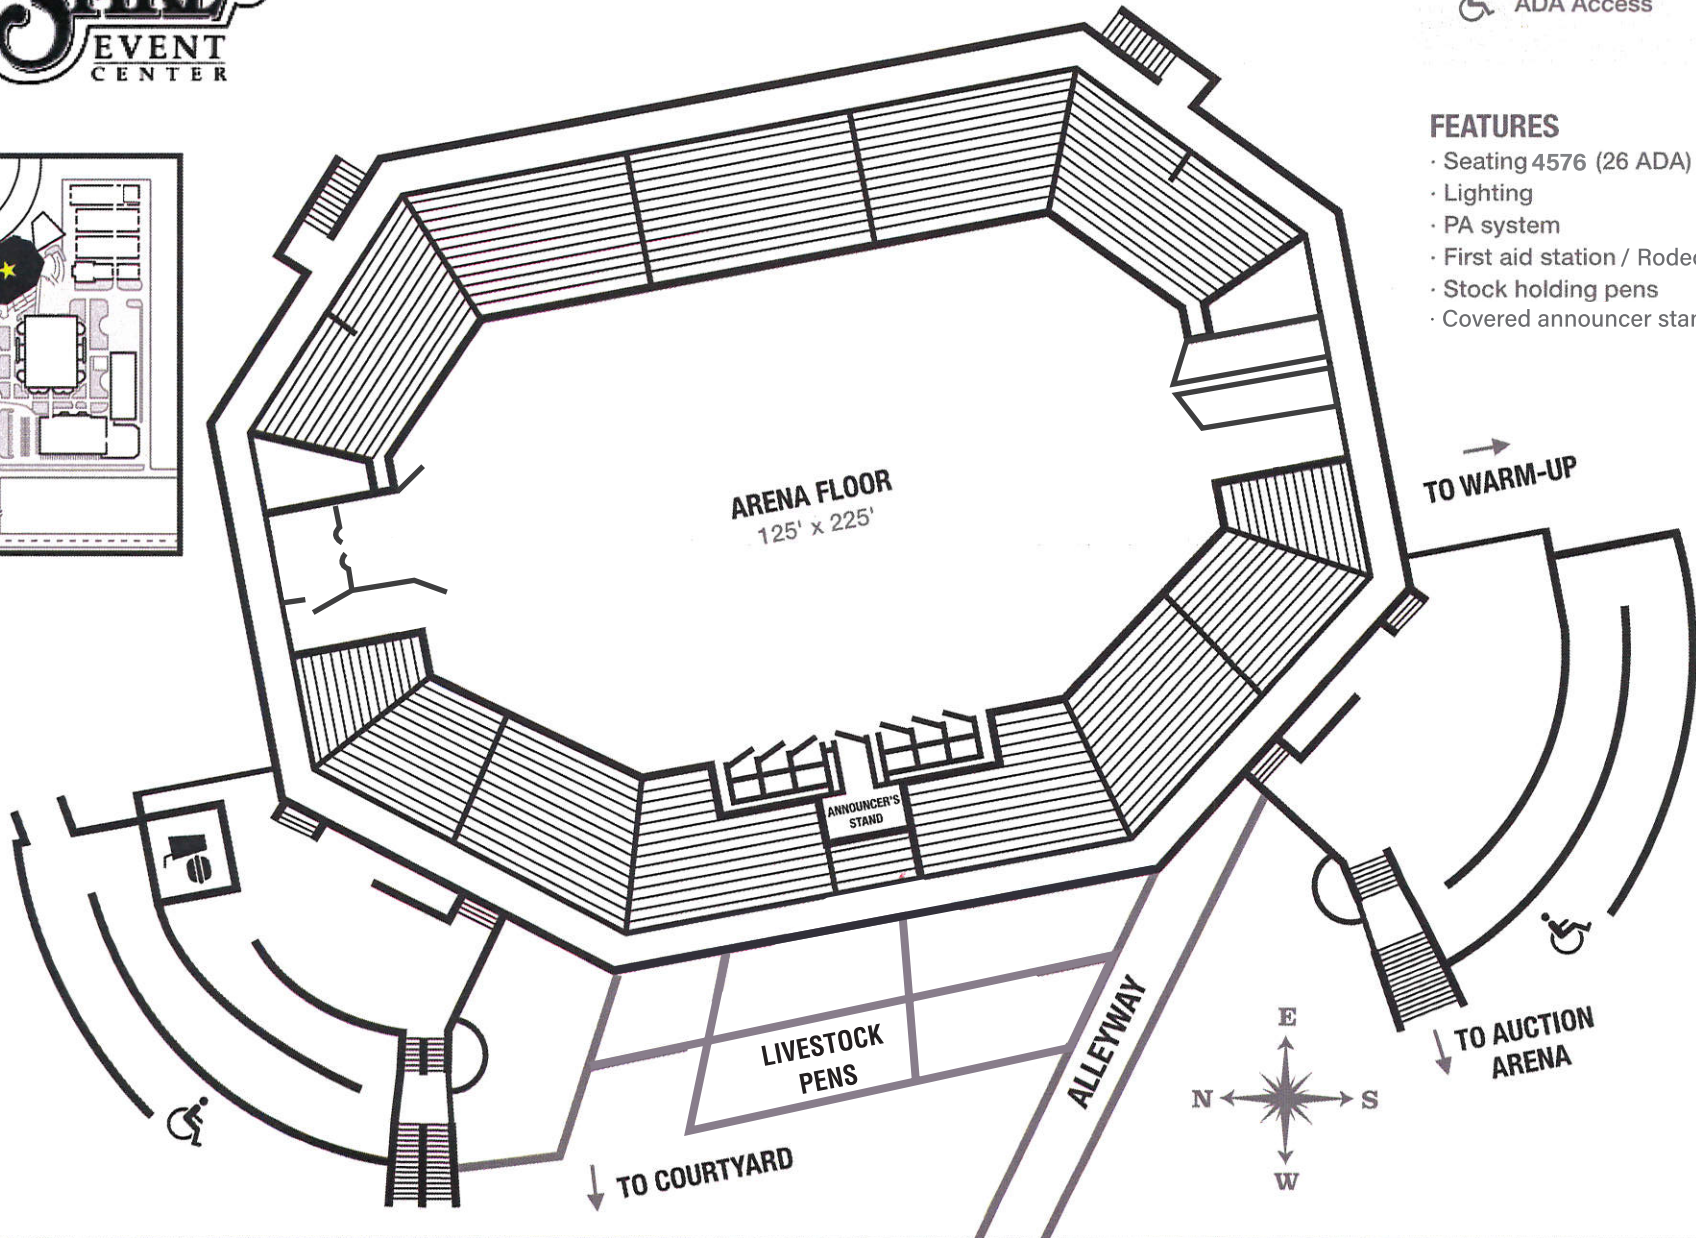 EVENT
CENTER
ADA Access
FEATURES
· Seating 4576 (26 ADA)
· Lighting
· PA system
· First aid station / Rodeo
· Stock holding pens
· Covered announcer stan
TO WARM-UP
ARENA FLOOR
125' x 225'
ANNOUNCER'S
STAND
LIVESTOCK
PENS
ALLEYWAY
TO COURTYARD
TO AUCTION
ARENA
E
N
S
W